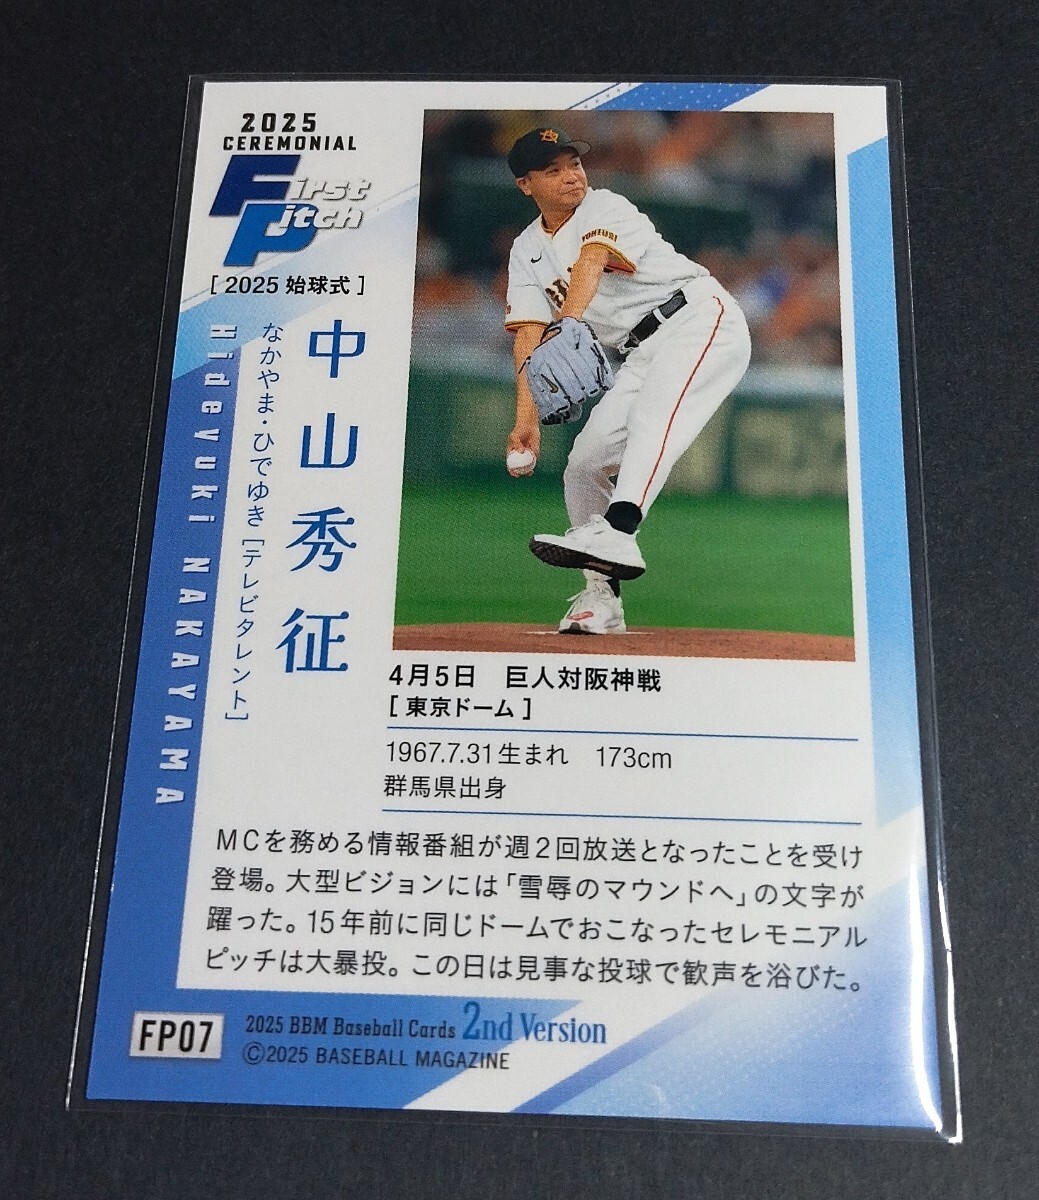 2025
CEREMONIAL
First
Pitch
[ 2025 始球式 ]
中山秀征
なかやま・ひでゆき [テレビタレント]
Hideyuki NAKAYAMA
YOMIURI
4月5日 巨人対阪神戦
[ 東京ドーム ]
1967.7.31生まれ 173cm
群馬県出身
MCを務める情報番組が週2回放送となったことを受け
登場。大型ビジョンには「雪辱のマウンドへ」の文字が
躍った。15年前に同じドームでおこなったセレモニアル
ピッチは大暴投。この日は見事な投球で歓声を浴びた。
FP07
2025 BBM Baseball Cards 2nd Version
©2025 BASEBALL MAGAZINE